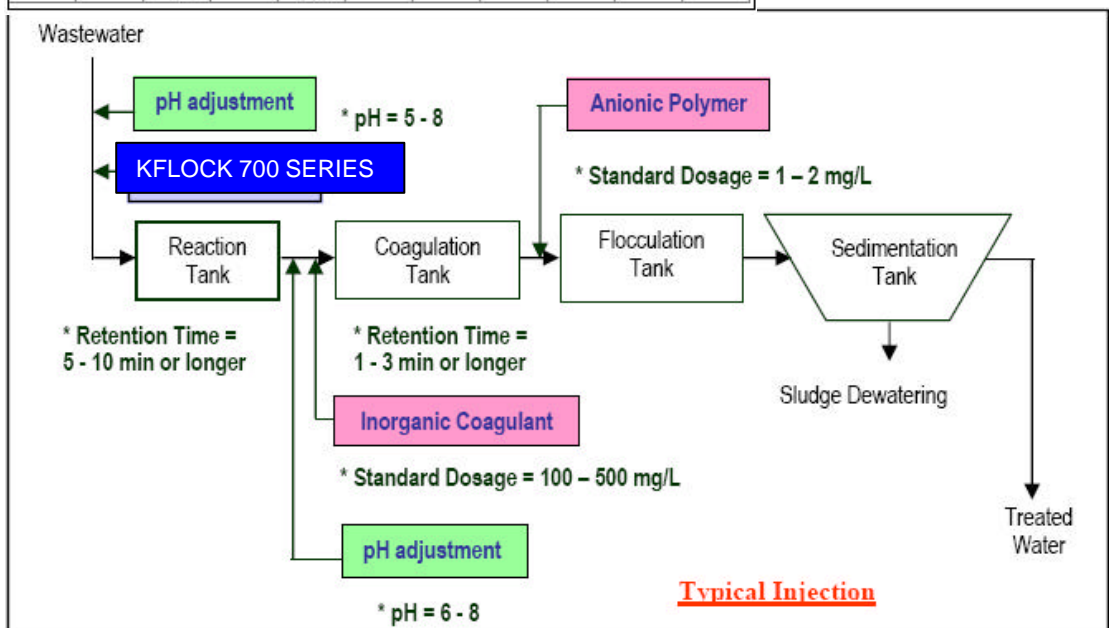 Wastewater
pH adjustment
* pH = 5 - 8
KFLOCK 700 SERIES
Anionic Polymer
* Standard Dosage = 1 – 2 mg/L
Reaction
Tank
Coagulation
Tank
Flocculation
Tank
Sedimentation
Tank
* Retention Time =
5 - 10 min or longer
* Retention Time =
1 - 3 min or longer
Sludge Dewatering
Inorganic Coagulant
* Standard Dosage = 100 – 500 mg/L
Treated
Water
pH adjustment
* pH = 6 - 8
Typical Injection